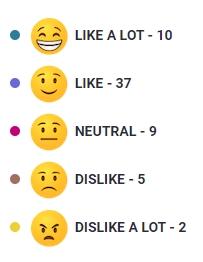 LIKE A LOT - 10
LIKE - 37
NEUTRAL - 9
DISLIKE - 5
DISLIKE A LOT - 2